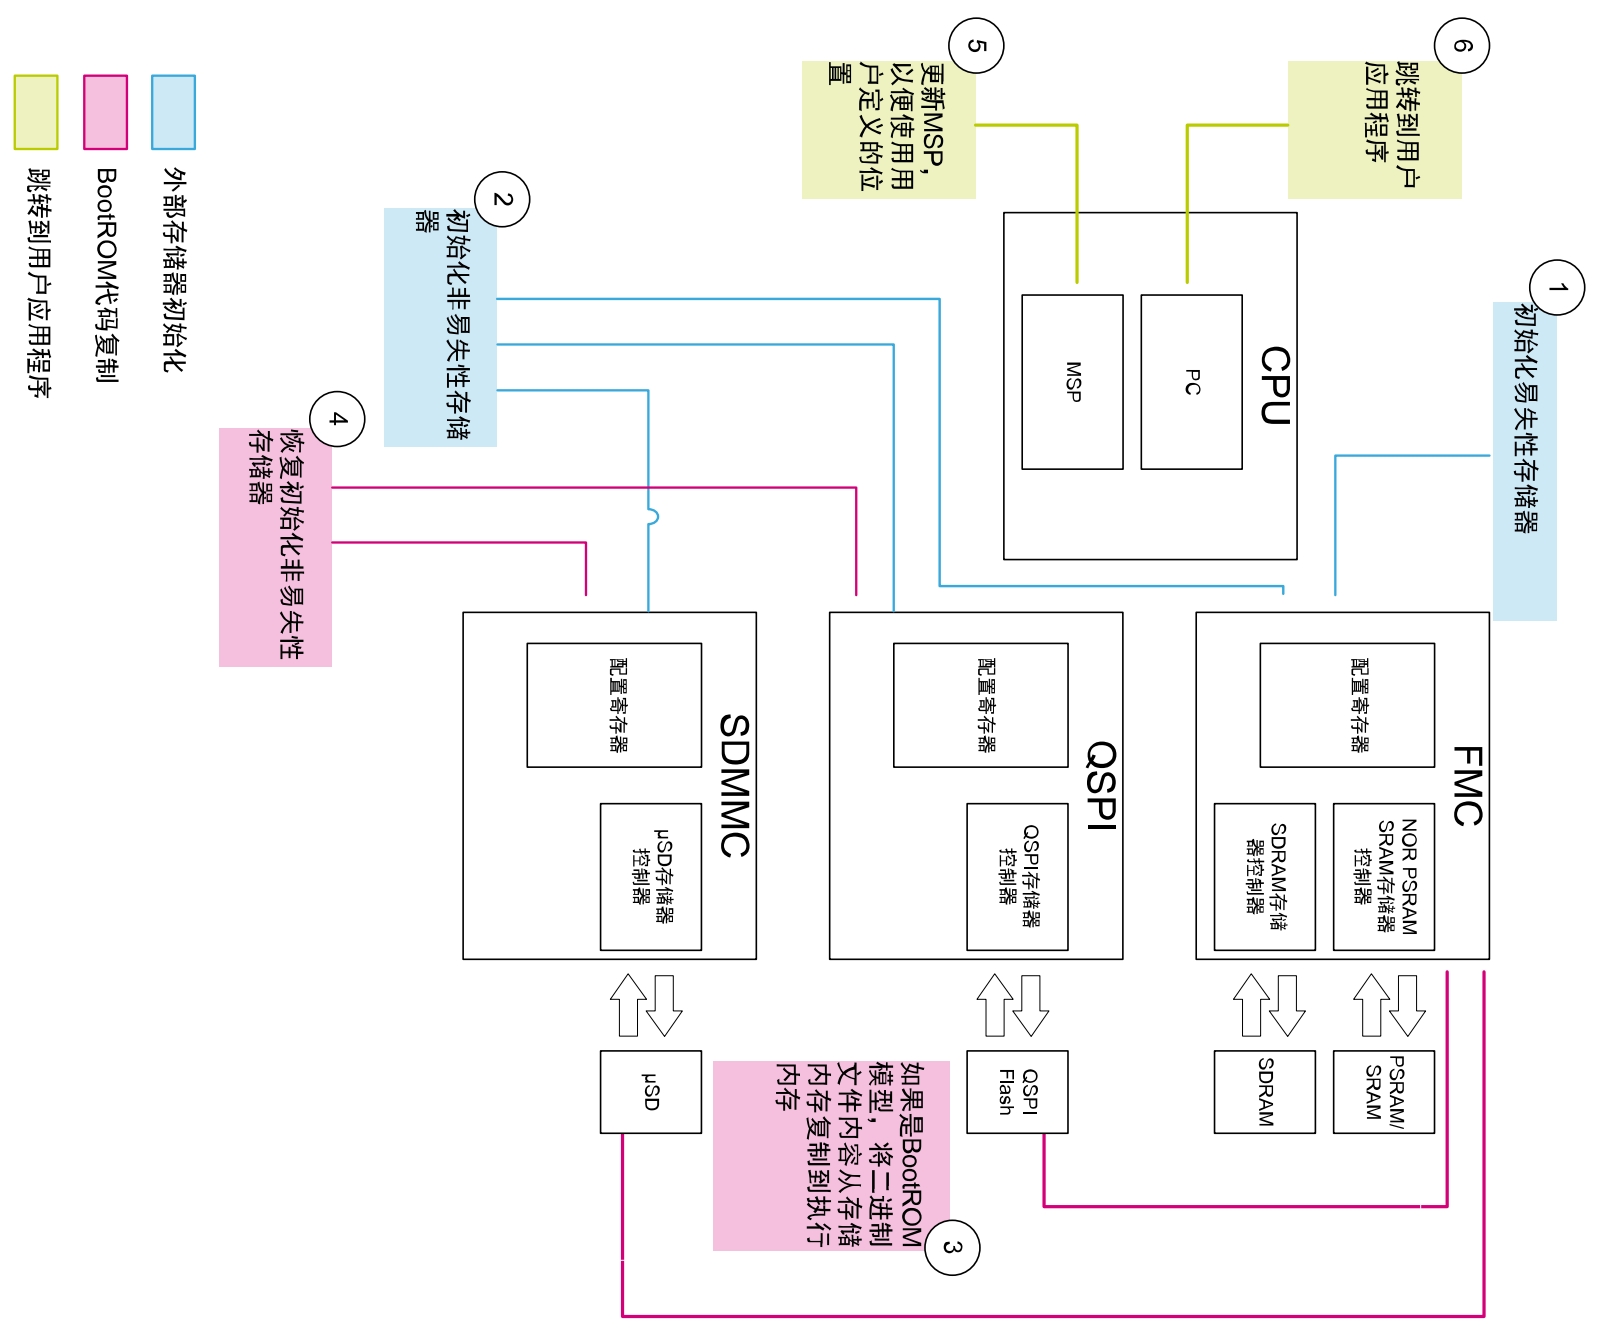 1
初始化易失性存储器
6
跳转到用户
应用程序
FMC
配置寄存器
NOR PSRAM
SRAM存储器
控制器
PSRAM/
SRAM
SDRAM存储
器控制器
SDRAM
CPU
PC
MSP
QSPI
配置寄存器
QSPI存储器
控制器
QSPI
Flash
5
更新MSP，
以便使用用
户定义的位
置
3
如果是BootROM
模型，将二进制
文件内容从存储
内存复制到执行
内存
SDMMC
配置寄存器
µSD存储器
控制器
µSD
2
初始化非易失性存储
器
4
恢复初始化非易失性
存储器
外部存储器初始化
BootROM代码复制
跳转到用户应用程序